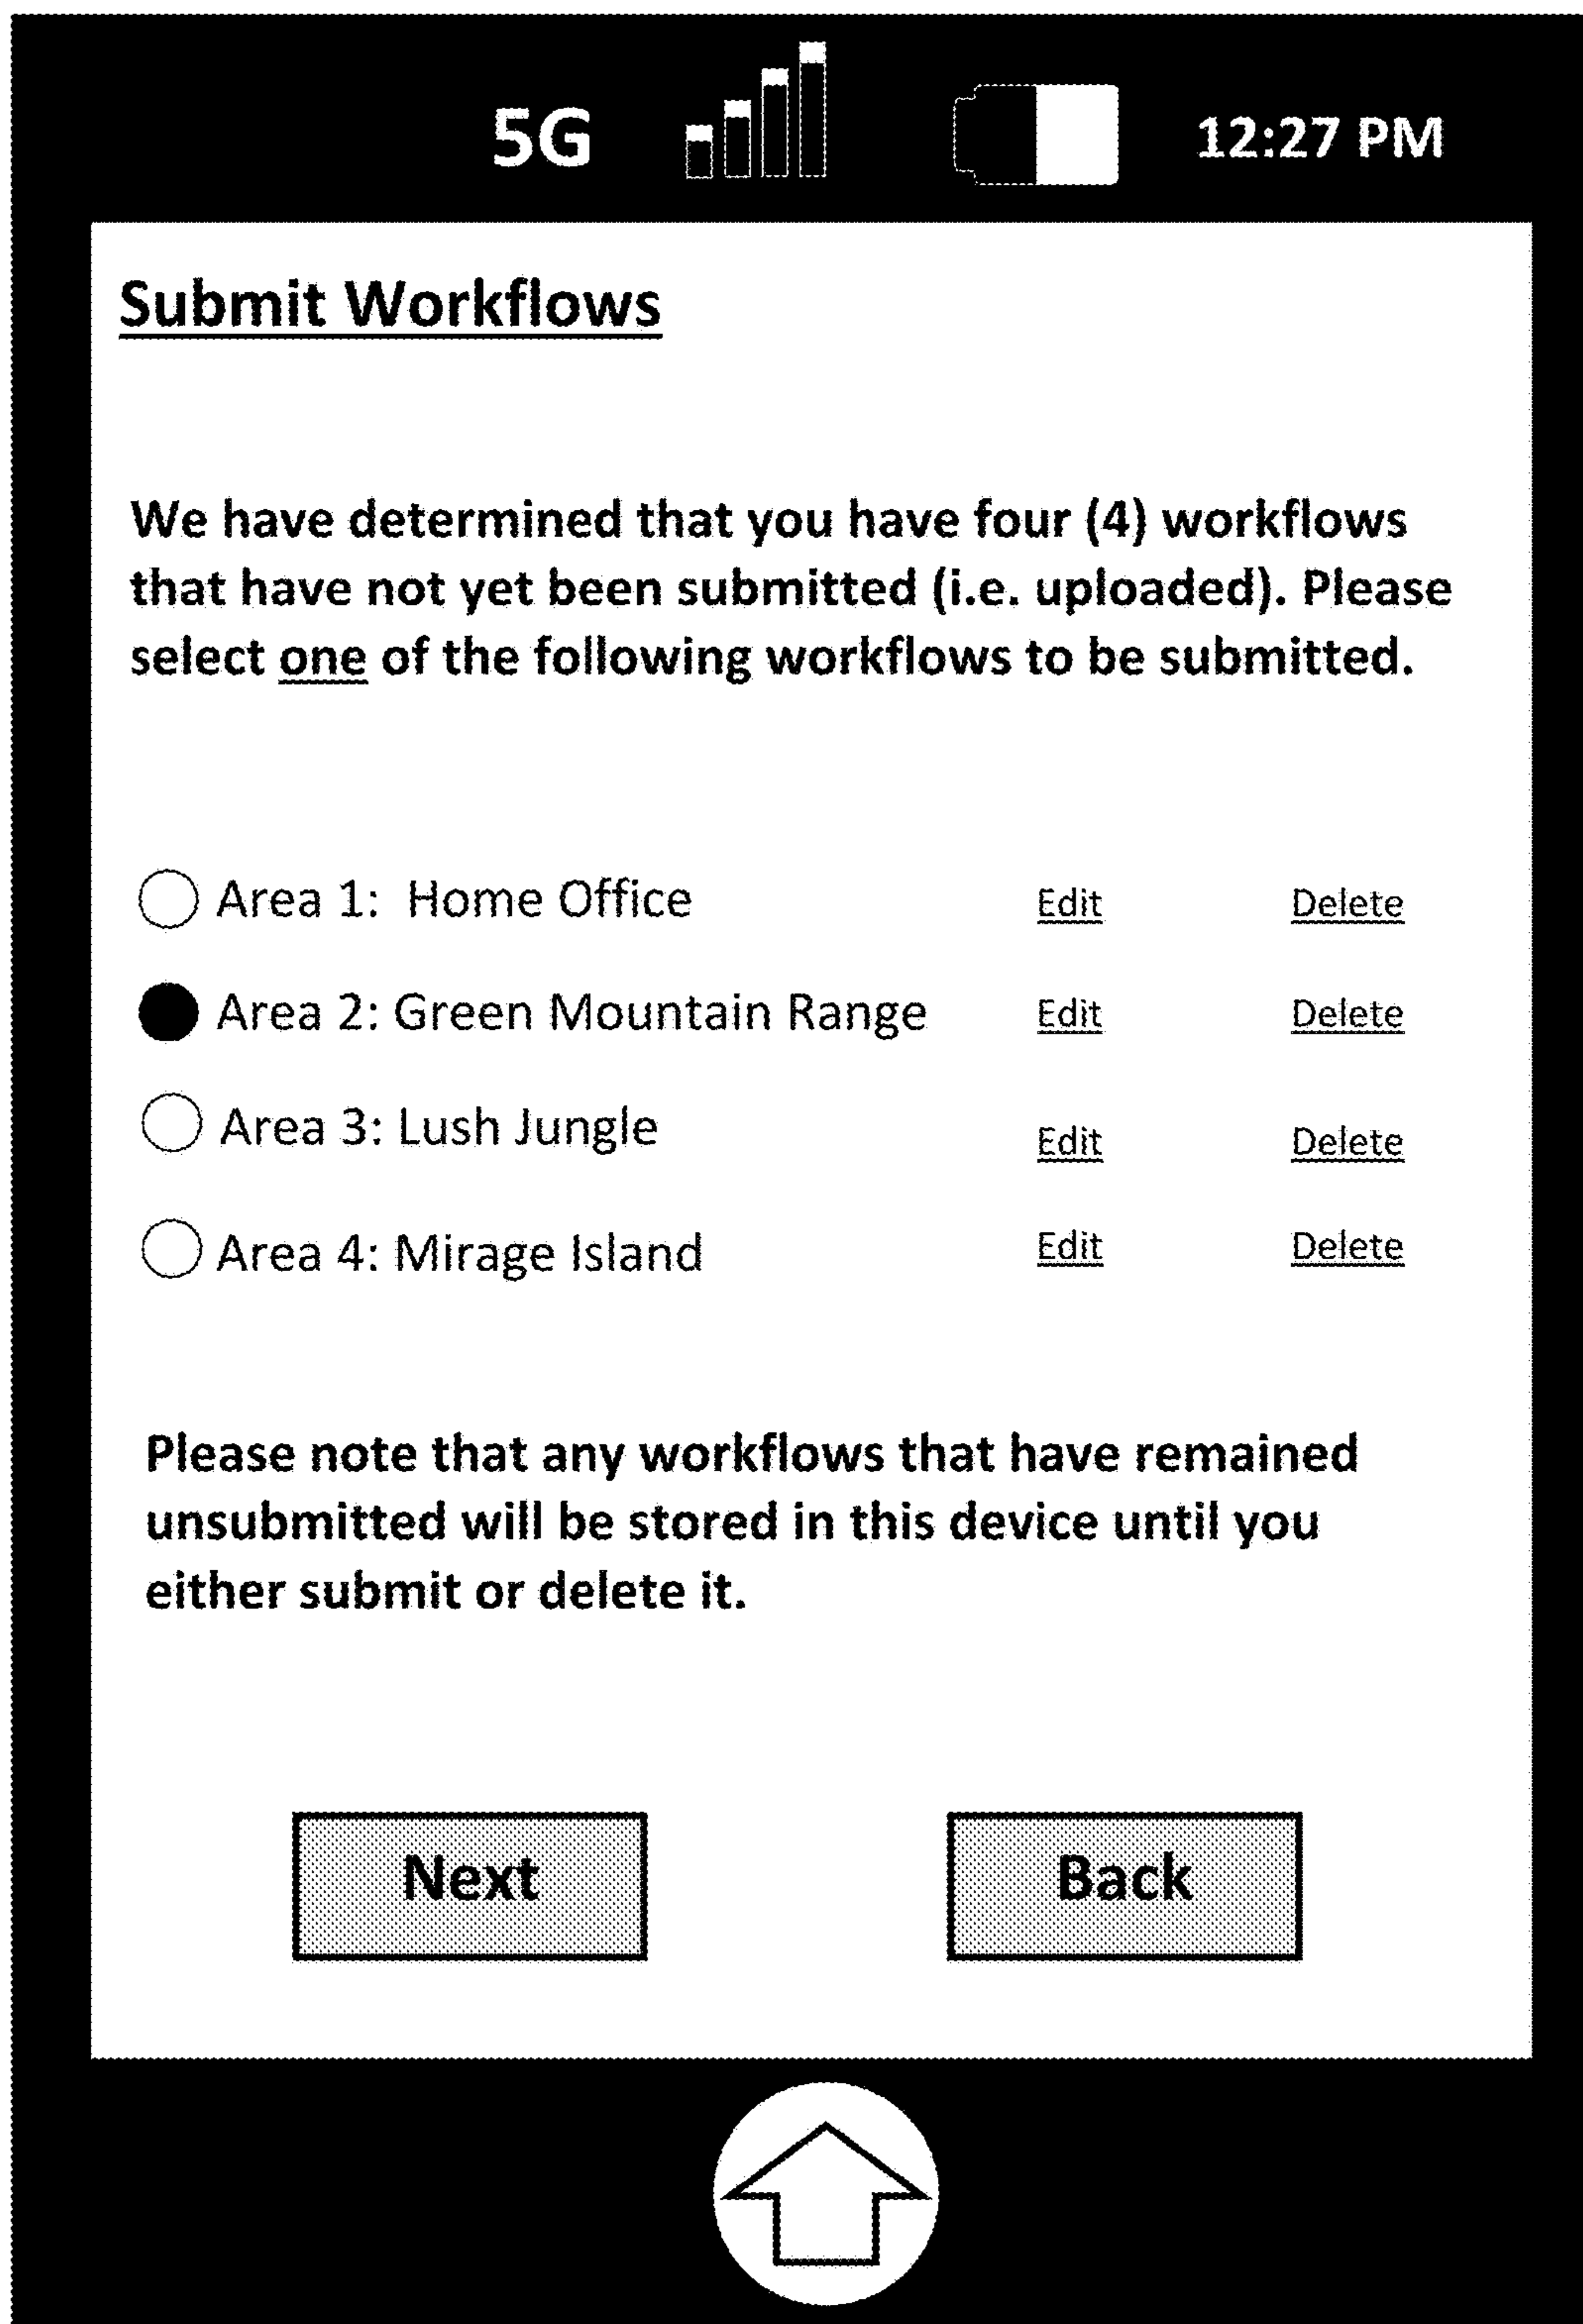 5G 12:27 PM
Submit Workflows
We have determined that you have four (4) workflows
that have not yet been submitted (i.e. uploaded). Please
select one of the following workflows to be submitted.
Area 1: Home Office Edit Delete
Area 2: Green Mountain Range Edit Delete
Area 3: Lush Jungle Edit Delete
Area 4: Mirage Island Edit Delete
Please note that any workflows that have remained
unsubmitted will be stored in this device until you
either submit or delete it.
Next Back